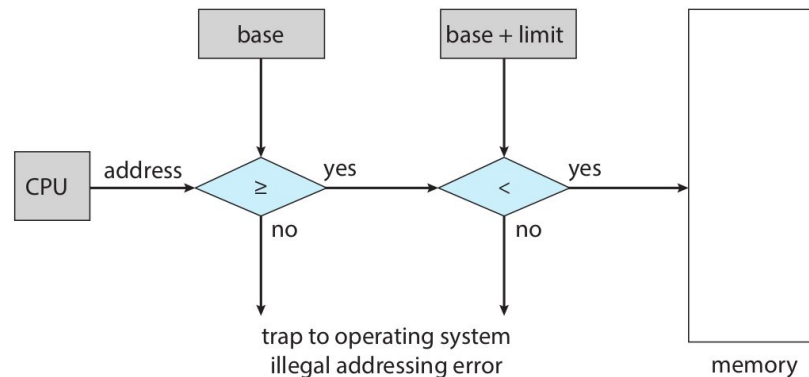 base
base + limit
CPU
address
≥
yes
<
yes
no
no
trap to operating system
illegal addressing error
memory